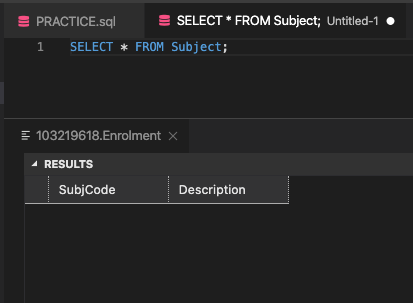 PRACTICE.sql
SELECT * FROM Subject; Untitled-1
1 SELECT * FROM Subject;
103219618.Enrolment
RESULTS
SubjCode Description